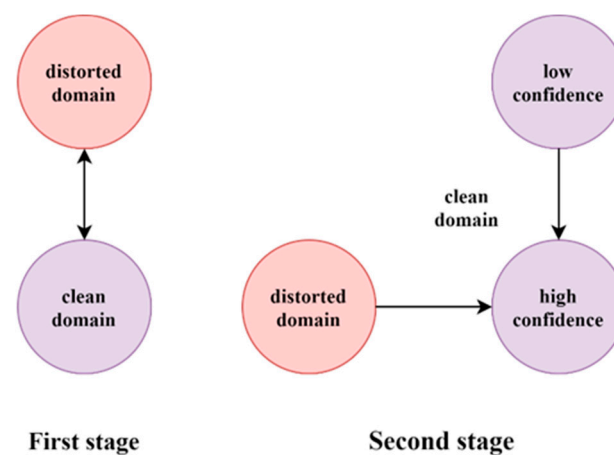 distorted
domain
clean
domain
First stage
low
confidence
clean
domain
distorted
domain
high
confidence
Second stage